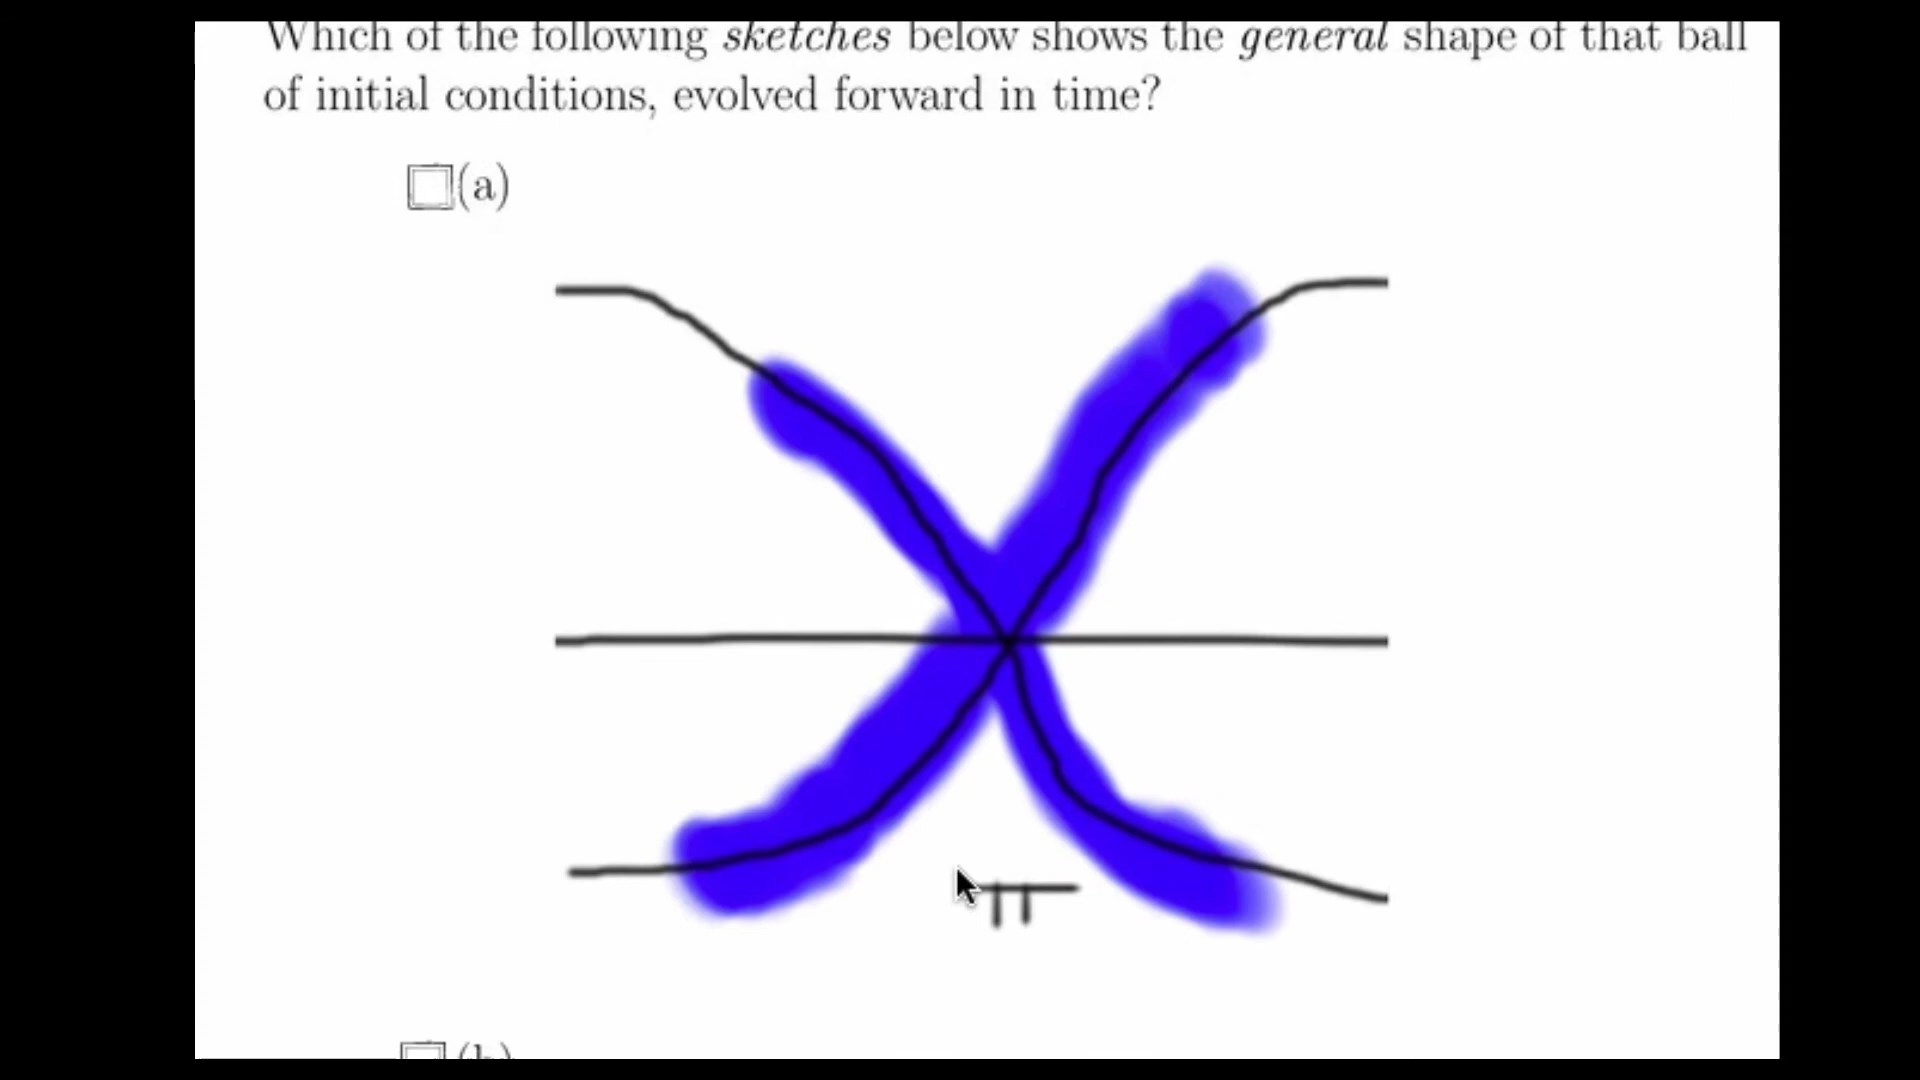 Which of the following sketches below shows the general shape of that ball
of initial conditions, evolved forward in time?
(a)
π
(b)